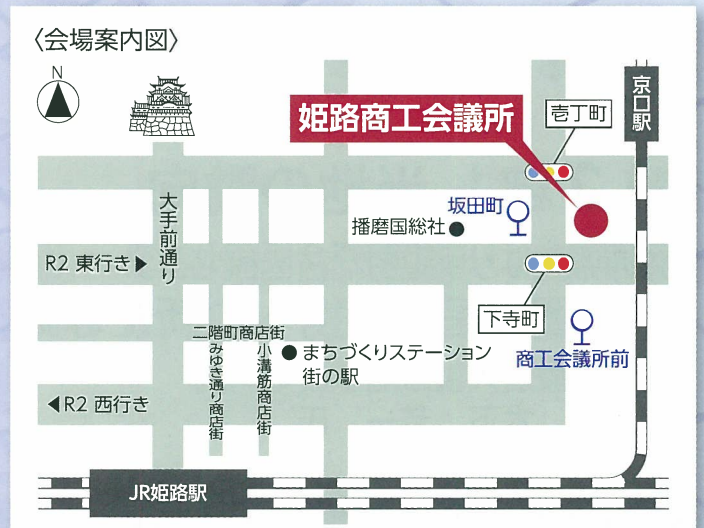 〈会場案内図〉
N
京口駅
姫路商工会議所
壱丁町
大手前通り
坂田町
播磨国総社
R2 東行き
下寺町
二階町商店街
みゆき通り商店街
小溝筋商店街
まちづくりステーション
街の駅
商工会議所前
R2 西行き
JR姫路駅